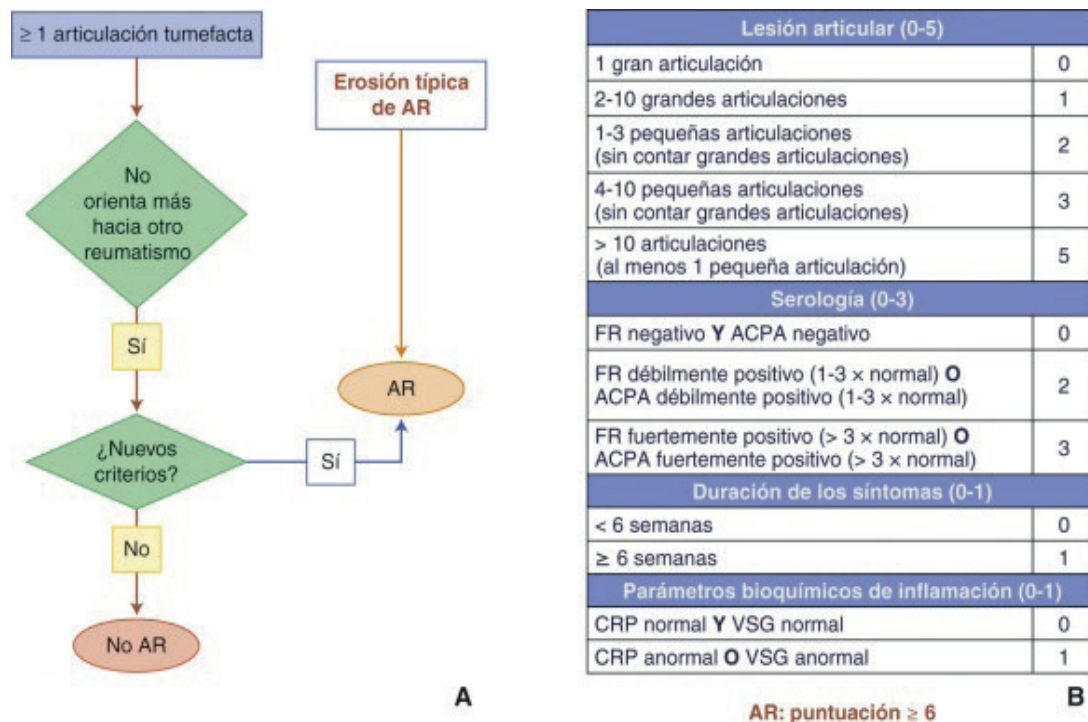 ≥ 1 articulación tumefacta
No
orienta más
hacia otro
reumatismo
Sí
¿Nuevos
criterios?
No
No AR
Sí
Erosión típica
de AR
AR
A
Lesión articular (0-5)
1 gran articulación 0
2-10 grandes articulaciones 1
1-3 pequeñas articulaciones
(sin contar grandes articulaciones) 2
4-10 pequeñas articulaciones
(sin contar grandes articulaciones) 3
> 10 articulaciones
(al menos 1 pequeña articulación) 5
Serología (0-3)
FR negativo Y ACPA negativo 0
FR débilmente positivo (1-3 × normal) O
ACPA débilmente positivo (1-3 × normal) 2
FR fuertemente positivo (> 3 × normal) O
ACPA fuertemente positivo (> 3 × normal) 3
Duración de los síntomas (0-1)
< 6 semanas 0
≥ 6 semanas 1
Parámetros bioquímicos de inflamación (0-1)
CRP normal Y VSG normal 0
CRP anormal O VSG anormal 1
AR: puntuación ≥ 6
B